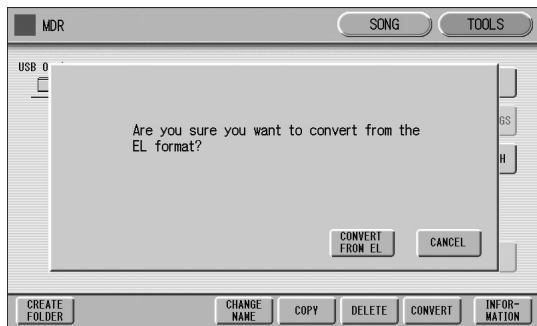 MDR
SONG
TOOLS
USB
GS
H
Are you sure you want to convert from the
EL format?
CONVERT
FROM EL
CANCEL
CREATE
FOLDER
CHANGE
NAME
COPY
DELETE
CONVERT
INFOR-
MATION